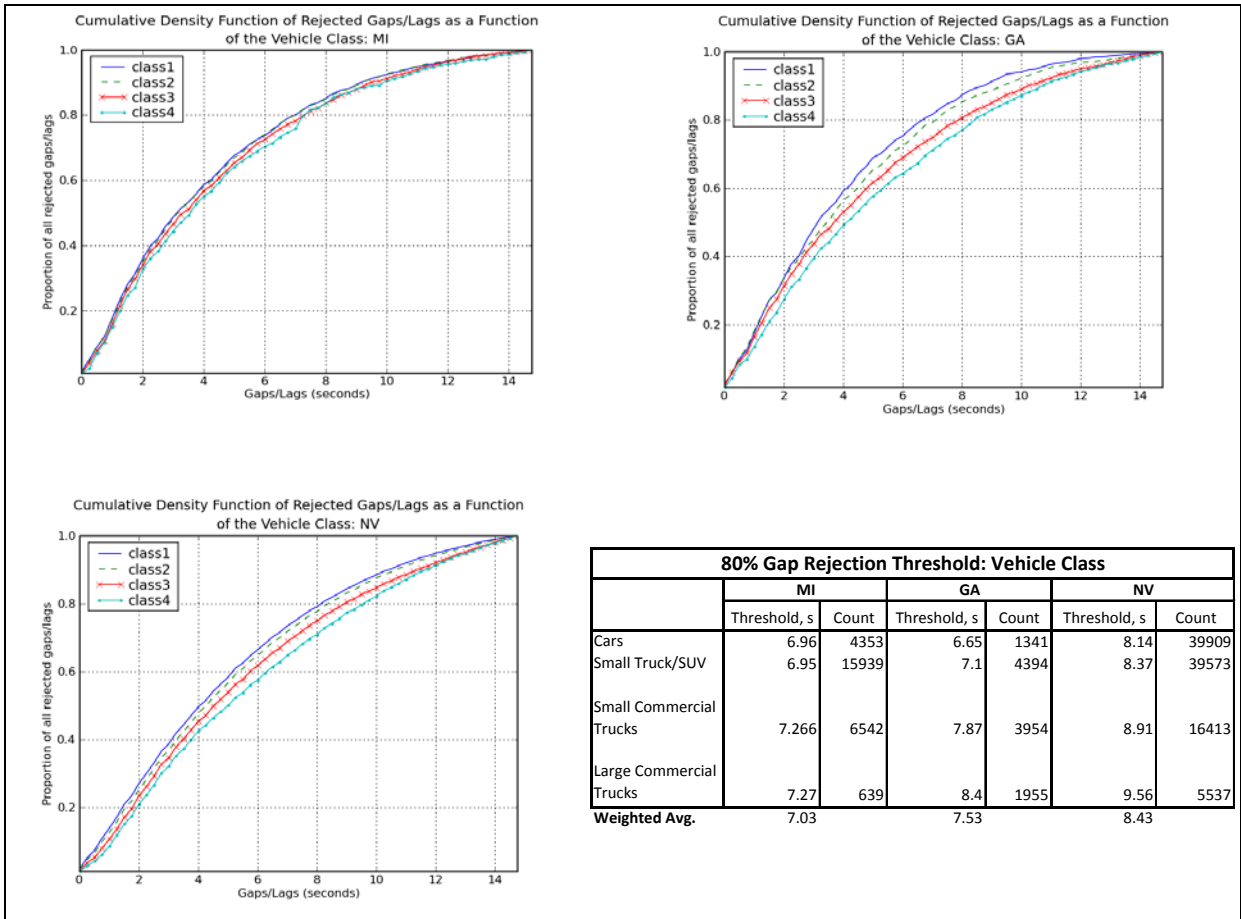 Cumulative Density Function of Rejected Gaps/Lags as a Function
of the Vehicle Class: MI
class1
class2
class3
class4
Proportion of all rejected gaps/lags
1.0
0.8
0.6
0.4
0.2
0 2 4 6 8 10 12 14
Gaps/Lags (seconds)
Cumulative Density Function of Rejected Gaps/Lags as a Function
of the Vehicle Class: GA
class1
class2
class3
class4
Proportion of all rejected gaps/lags
1.0
0.8
0.6
0.4
0.2
0 2 4 6 8 10 12 14
Gaps/Lags (seconds)
Cumulative Density Function of Rejected Gaps/Lags as a Function
of the Vehicle Class: NV
class1
class2
class3
class4
Proportion of all rejected gaps/lags
1.0
0.8
0.6
0.4
0.2
0 2 4 6 8 10 12 14
Gaps/Lags (seconds)
80% Gap Rejection Threshold: Vehicle Class
MI GA NV
Threshold, s Count Threshold, s Count Threshold, s Count
Cars 6.96 4353 6.65 1341 8.14 39909
Small Truck/SUV 6.95 15939 7.1 4394 8.37 39573
Small Commercial
Trucks 7.266 6542 7.87 3954 8.91 16413
Large Commercial
Trucks 7.27 639 8.4 1955 9.56 5537
Weighted Avg. 7.03 7.53 8.43